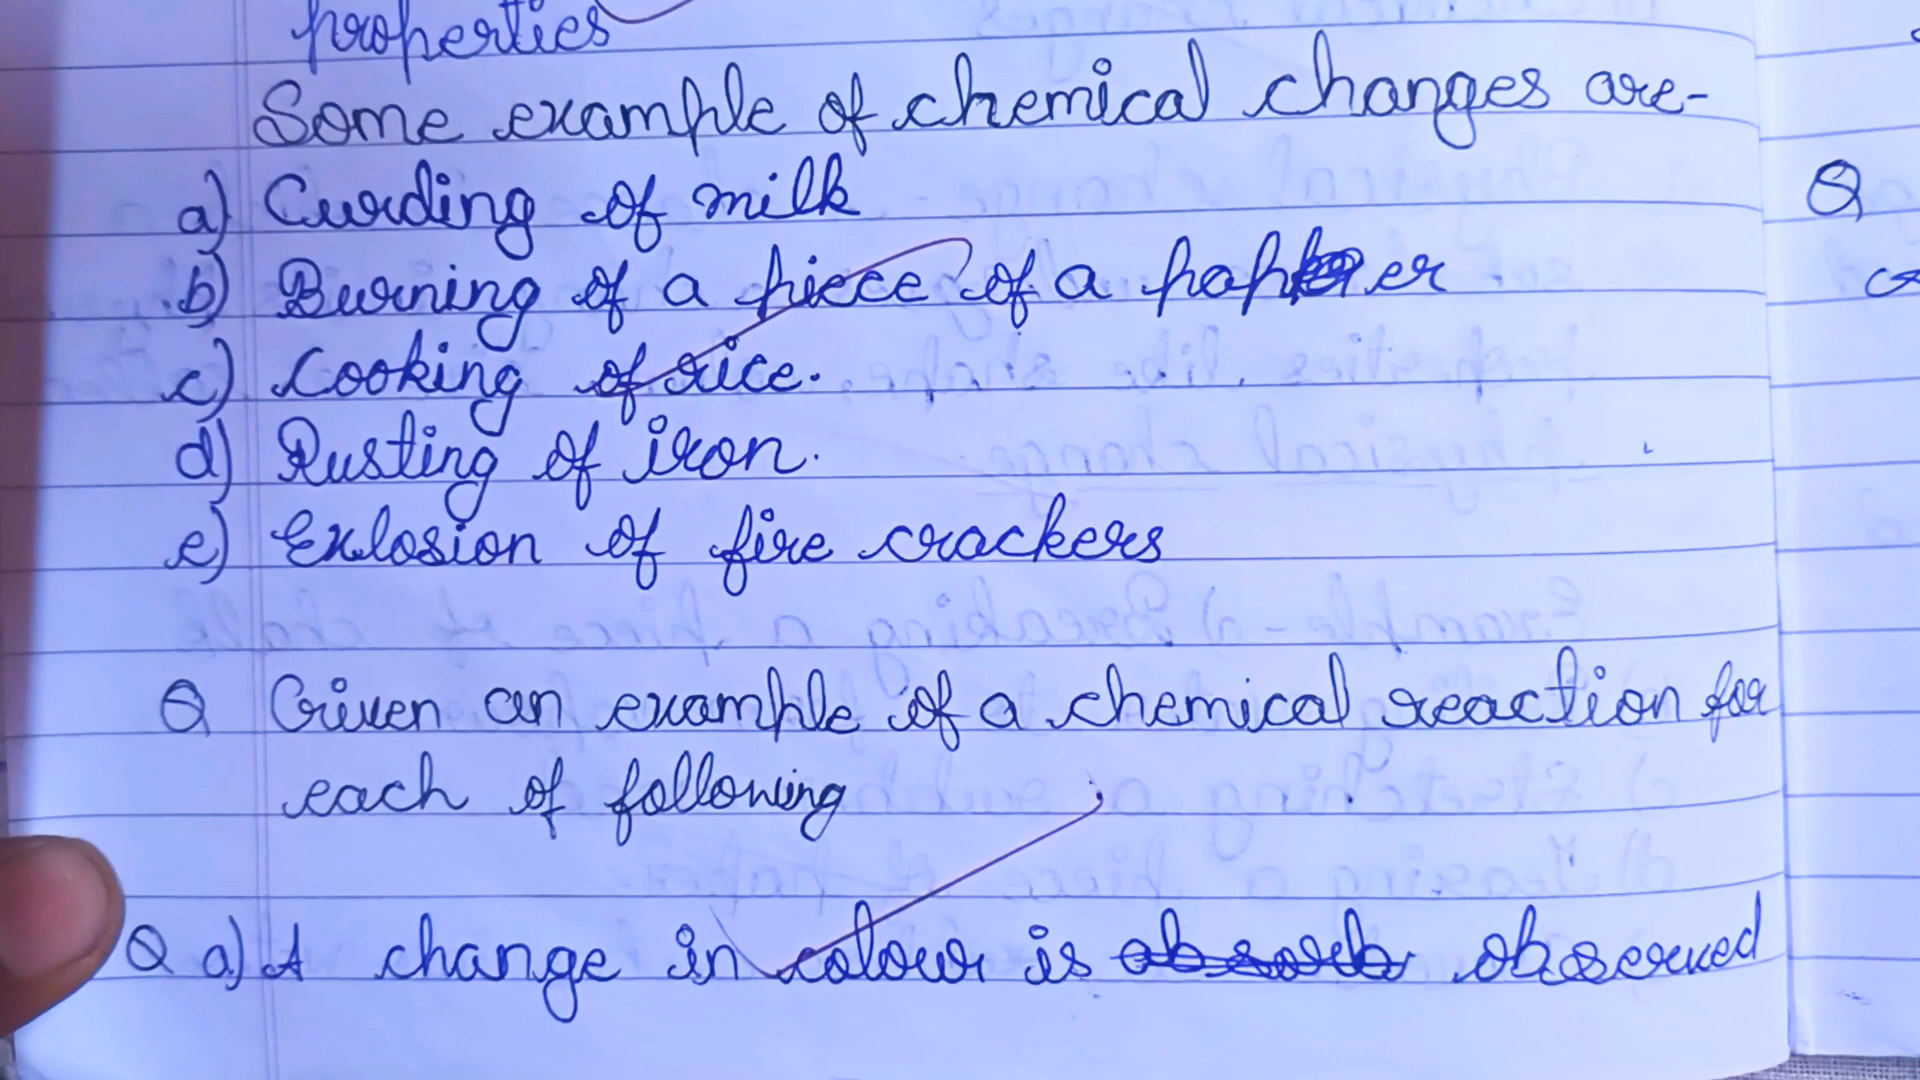 properties
Some example of chemical changes are-
a) Curding of milk
b) Burning of a piece of a paper
c) Cooking of rice.
d) Rusting of iron.
e) Exlosion of fire crackers
Q Given an example of a chemical reaction for
each of following
Q a) A change in colour is absorb observed
Q